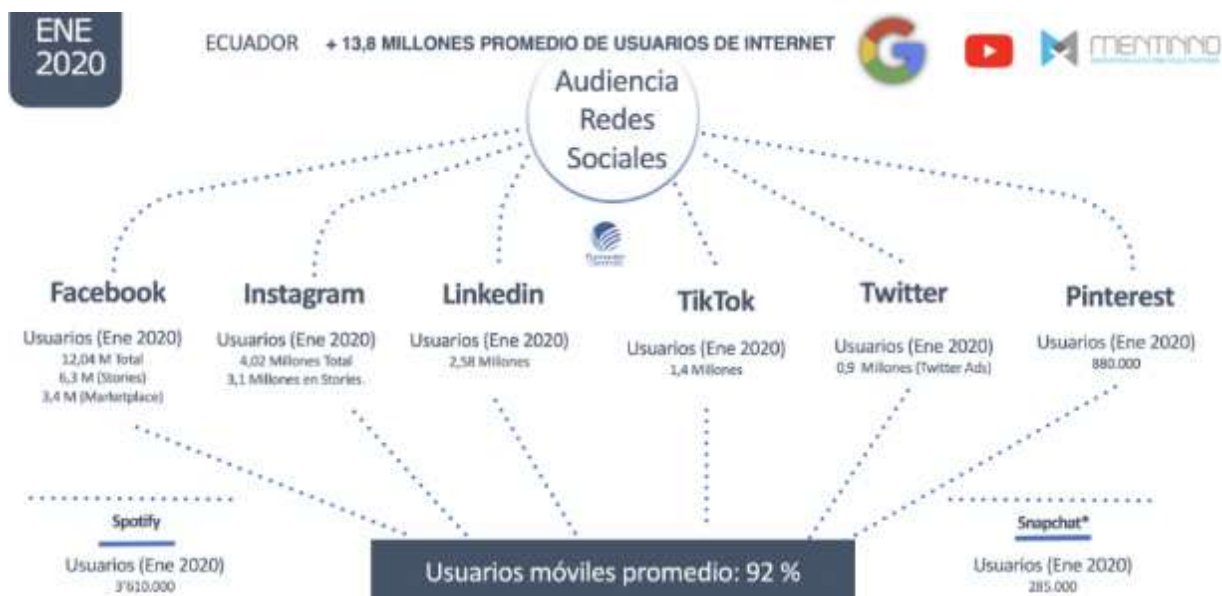 ENE
2020
ECUADOR + 13,8 MILLONES PROMEDIO DE USUARIOS DE INTERNET
MENTINNO
Audiencia
Redes
Sociales
Facebook
Usuarios (Ene 2020)
12,04 M Total
6,3 M (Stories)
3,4 M (Marketplace)
Instagram
Usuarios (Ene 2020)
4,02 Millones Total
3,1 Millones en Stories
Linkedin
Usuarios (Ene 2020)
2,58 Millones
TikTok
Usuarios (Ene 2020)
1,4 Millones
Twitter
Usuarios (Ene 2020)
0,9 Millones (Twitter Ads)
Pinterest
Usuarios (Ene 2020)
880.000
Spotify
Usuarios (Ene 2020)
3'610.000
Usuarios móviles promedio: 92 %
Snapchat*
Usuarios (Ene 2020)
285.000